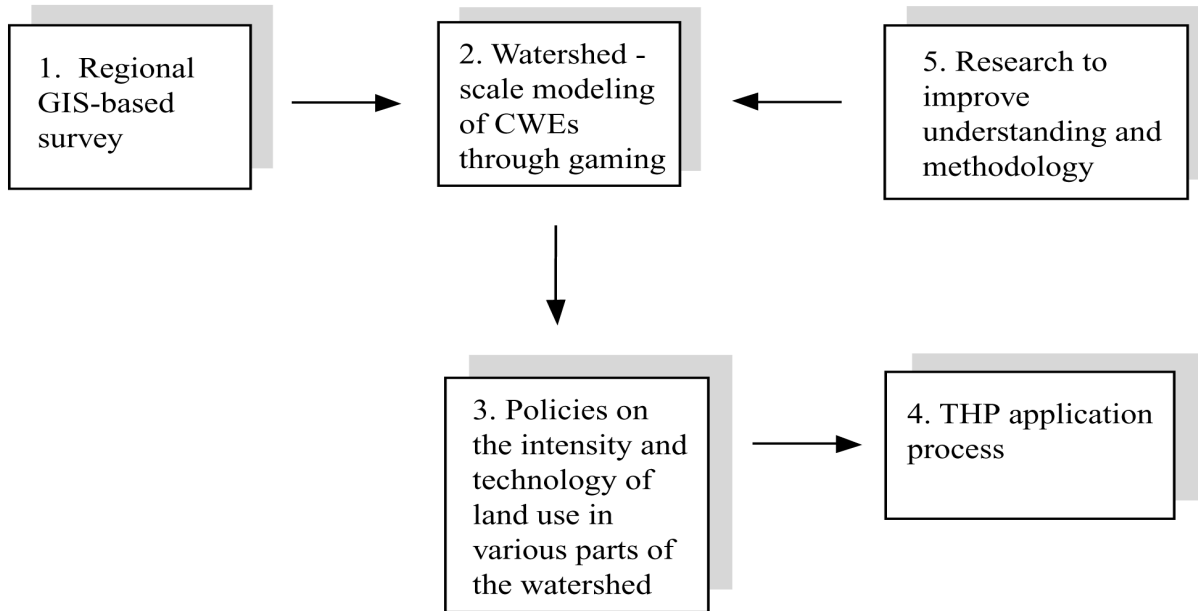 1.  Regional
GIS-based
survey
2. Watershed -
scale modeling
of CWEs
through gaming
5. Research to
improve
understanding and
methodology
3. Policies on
the intensity and
technology of
land use in
various parts of
the watershed
4. THP application
process